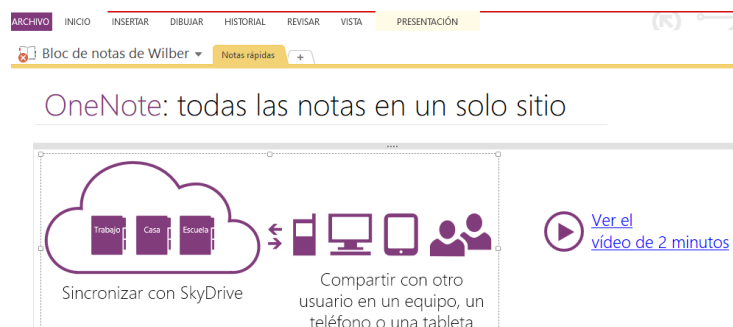 ARCHIVO INICIO INSERTAR DIBUJAR HISTORIAL REVISAR VISTA PRESENTACIÓN
Bloc de notas de Wilber Notas rápidas +
OneNote: todas las notas en un solo sitio
Trabajo Casa Escuela
Ver el
vídeo de 2 minutos
Sincronizar con SkyDrive
Compartir con otro
usuario en un equipo, un
teléfono o una tableta